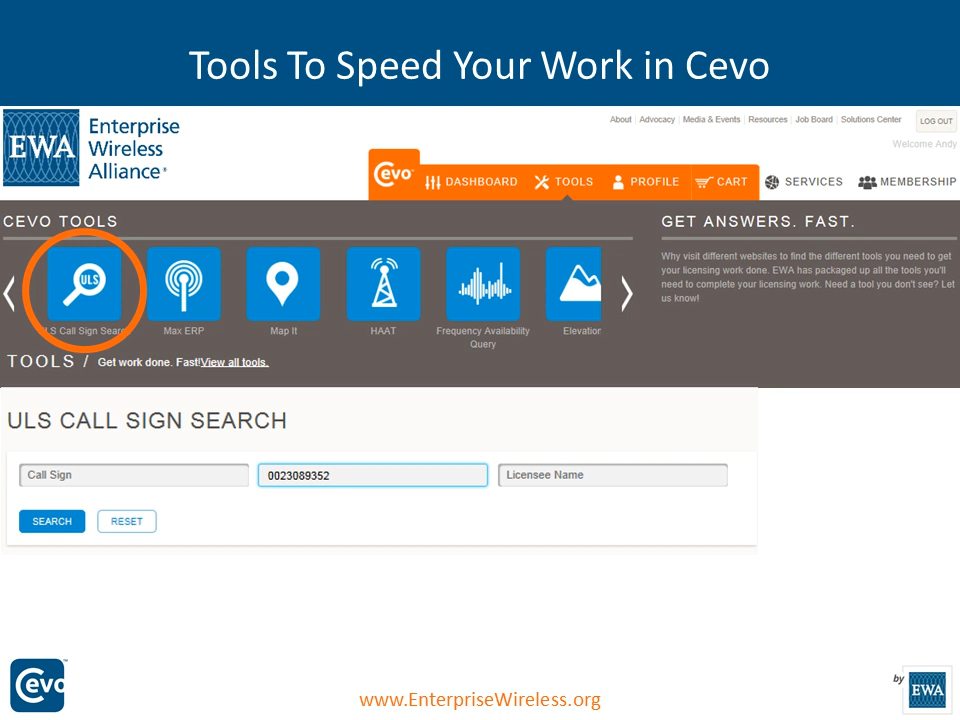 Tools To Speed Your Work in Cevo
EWA
Enterprise
Wireless
Alliance®
About | Advocacy | Media & Events | Resources | Job Board | Solutions Center
LOG OUT
Welcome Andy
Cevo
DASHBOARD
TOOLS
PROFILE
CART
SERVICES
MEMBERSHIP
CEVO TOOLS
ULS
LS Call Sign Searc
Max ERP
Map It
HAAT
Frequency Availability
Query
Elevation
TOOLS / Get work done. Fast!View all tools.
GET ANSWERS. FAST.
Why visit different websites to find the different tools you need to get
your licensing work done. EWA has packaged up all the tools you'll
need to complete your licensing work. Need a tool you don't see? Let
us know!
ULS CALL SIGN SEARCH
Call Sign
0023089352
Licensee Name
SEARCH
RESET
Cevo™
www.EnterpriseWireless.org
by
EWA